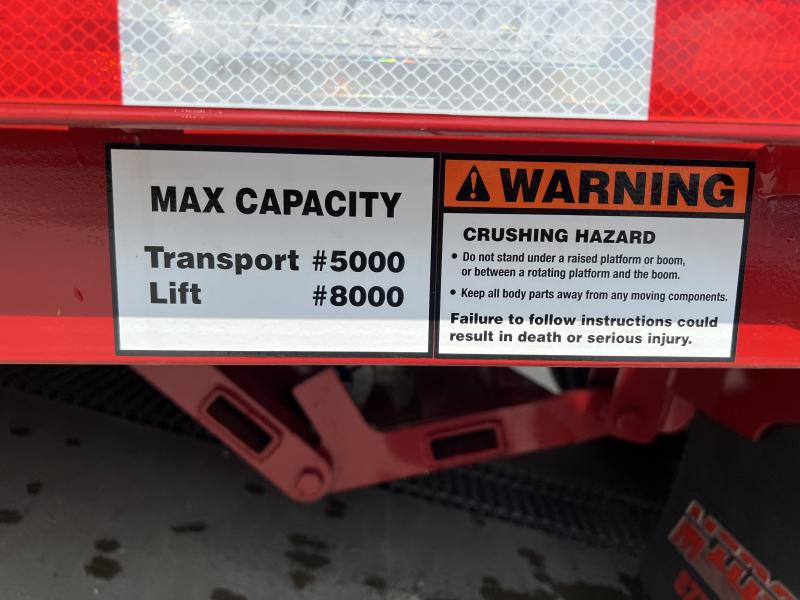 MAX CAPACITY
Transport #5000
Lift #8000
WARNING
CRUSHING HAZARD
• Do not stand under a raised platform or boom,
or between a rotating platform and the boom.
• Keep all body parts away from any moving components.
Failure to follow instructions could
result in death or serious injury.